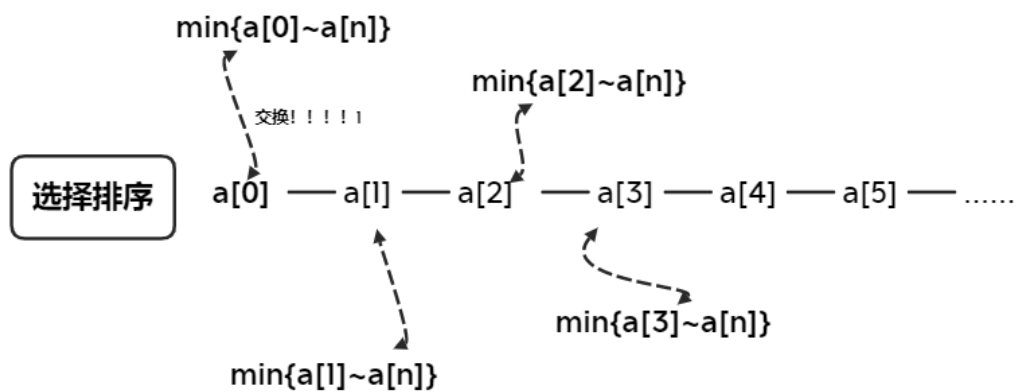 min{a[0]~a[n]}
min{a[2]~a[n]}
交换！！！！1
选择排序
a[0] a[1] a[2] a[3] a[4] a[5] ......
min{a[3]~a[n]}
min{a[1]~a[n]}